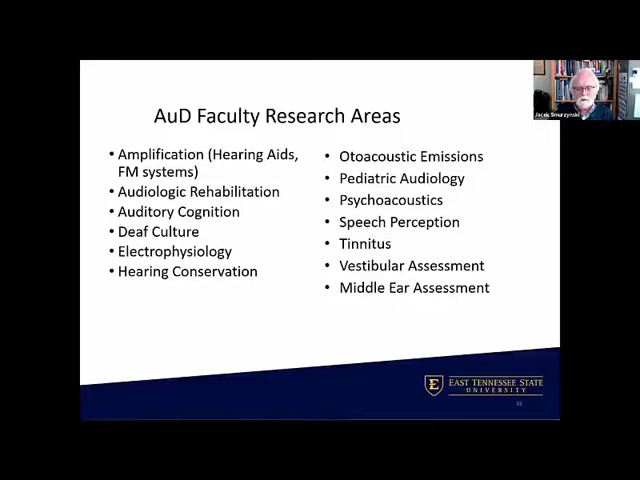 AuD Faculty Research Areas
• Amplification (Hearing Aids,
FM systems)
• Audiologic Rehabilitation
• Auditory Cognition
• Deaf Culture
• Electrophysiology
• Hearing Conservation
• Otoacoustic Emissions
• Pediatric Audiology
• Psychoacoustics
• Speech Perception
• Tinnitus
• Vestibular Assessment
• Middle Ear Assessment
Jacek Smurzynski
E
EAST TENNESSEE STATE
UNIVERSITY